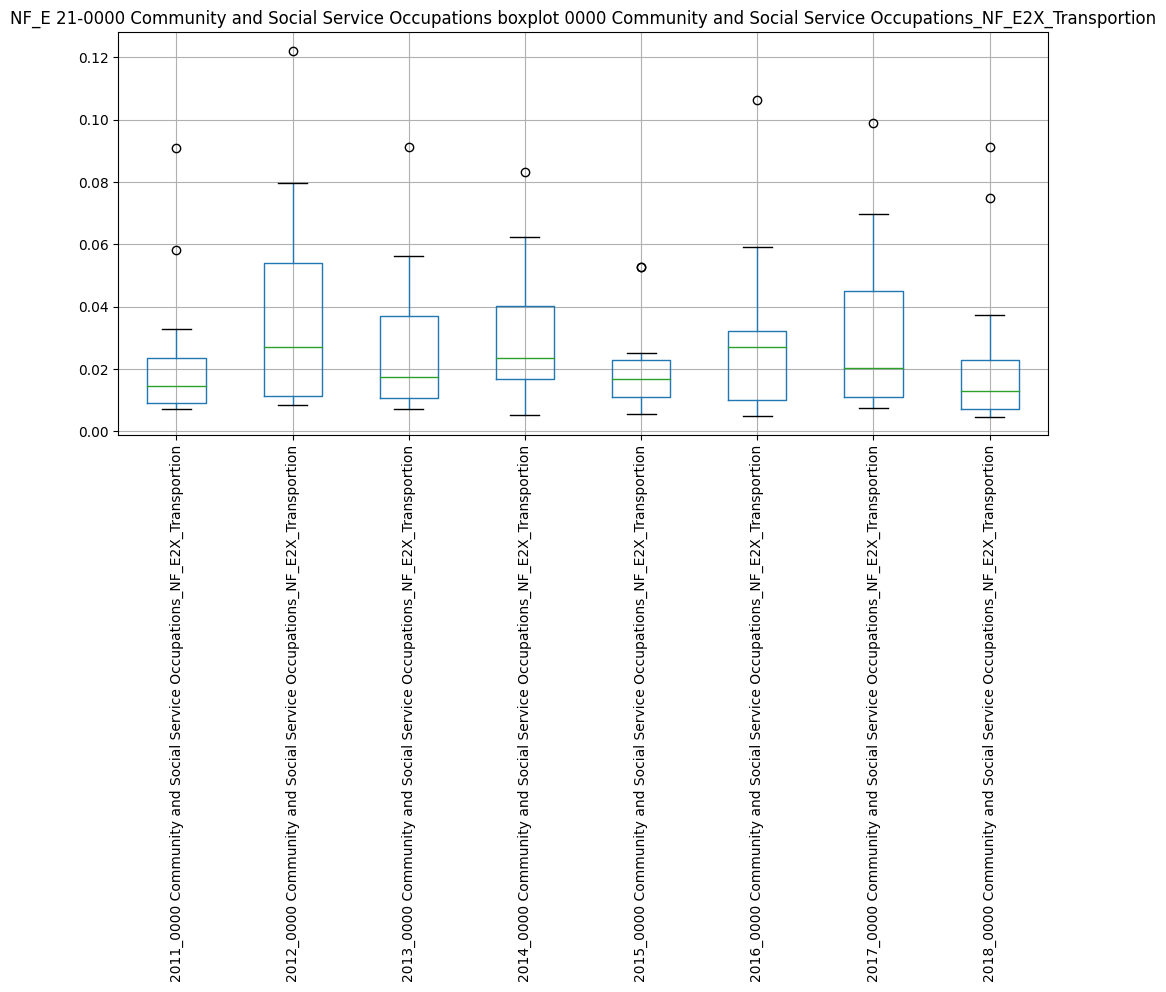 NF_E 21-0000 Community and Social Service Occupations boxplot 0000 Community and Social Service Occupations_NF_E2X_Transportion
0.12
0.10
0.08
0.06
0.04
0.02
0.00
2011_0000 Community and Social Service Occupations_NF_E2X_Transportion
2012_0000 Community and Social Service Occupations_NF_E2X_Transportion
2013_0000 Community and Social Service Occupations_NF_E2X_Transportion
2014_0000 Community and Social Service Occupations_NF_E2X_Transportion
2015_0000 Community and Social Service Occupations_NF_E2X_Transportion
2016_0000 Community and Social Service Occupations_NF_E2X_Transportion
2017_0000 Community and Social Service Occupations_NF_E2X_Transportion
2018_0000 Community and Social Service Occupations_NF_E2X_Transportion